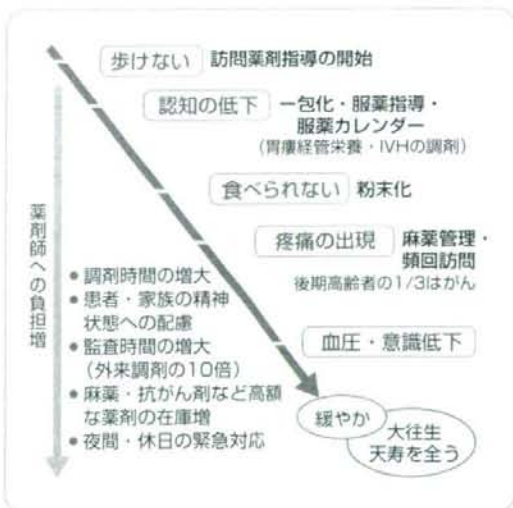 歩けない 訪問薬剤指導の開始
認知の低下 一包化・服薬指導・
服薬カレンダー
(胃瘻経管栄養・IVHの調剤)
食べられない 粉末化
疼痛の出現 麻薬管理・
頻回訪問
後期高齢者の1/3はがん
血圧・意識低下
緩やか
大往生
天寿を全う
薬剤師への負担増
● 調剤時間の増大
● 患者・家族の精神
状態への配慮
● 監査時間の増大
(外来調剤の10倍)
● 麻薬・抗がん剤など高額
な薬剤の在庫増
● 夜間・休日の緊急対応